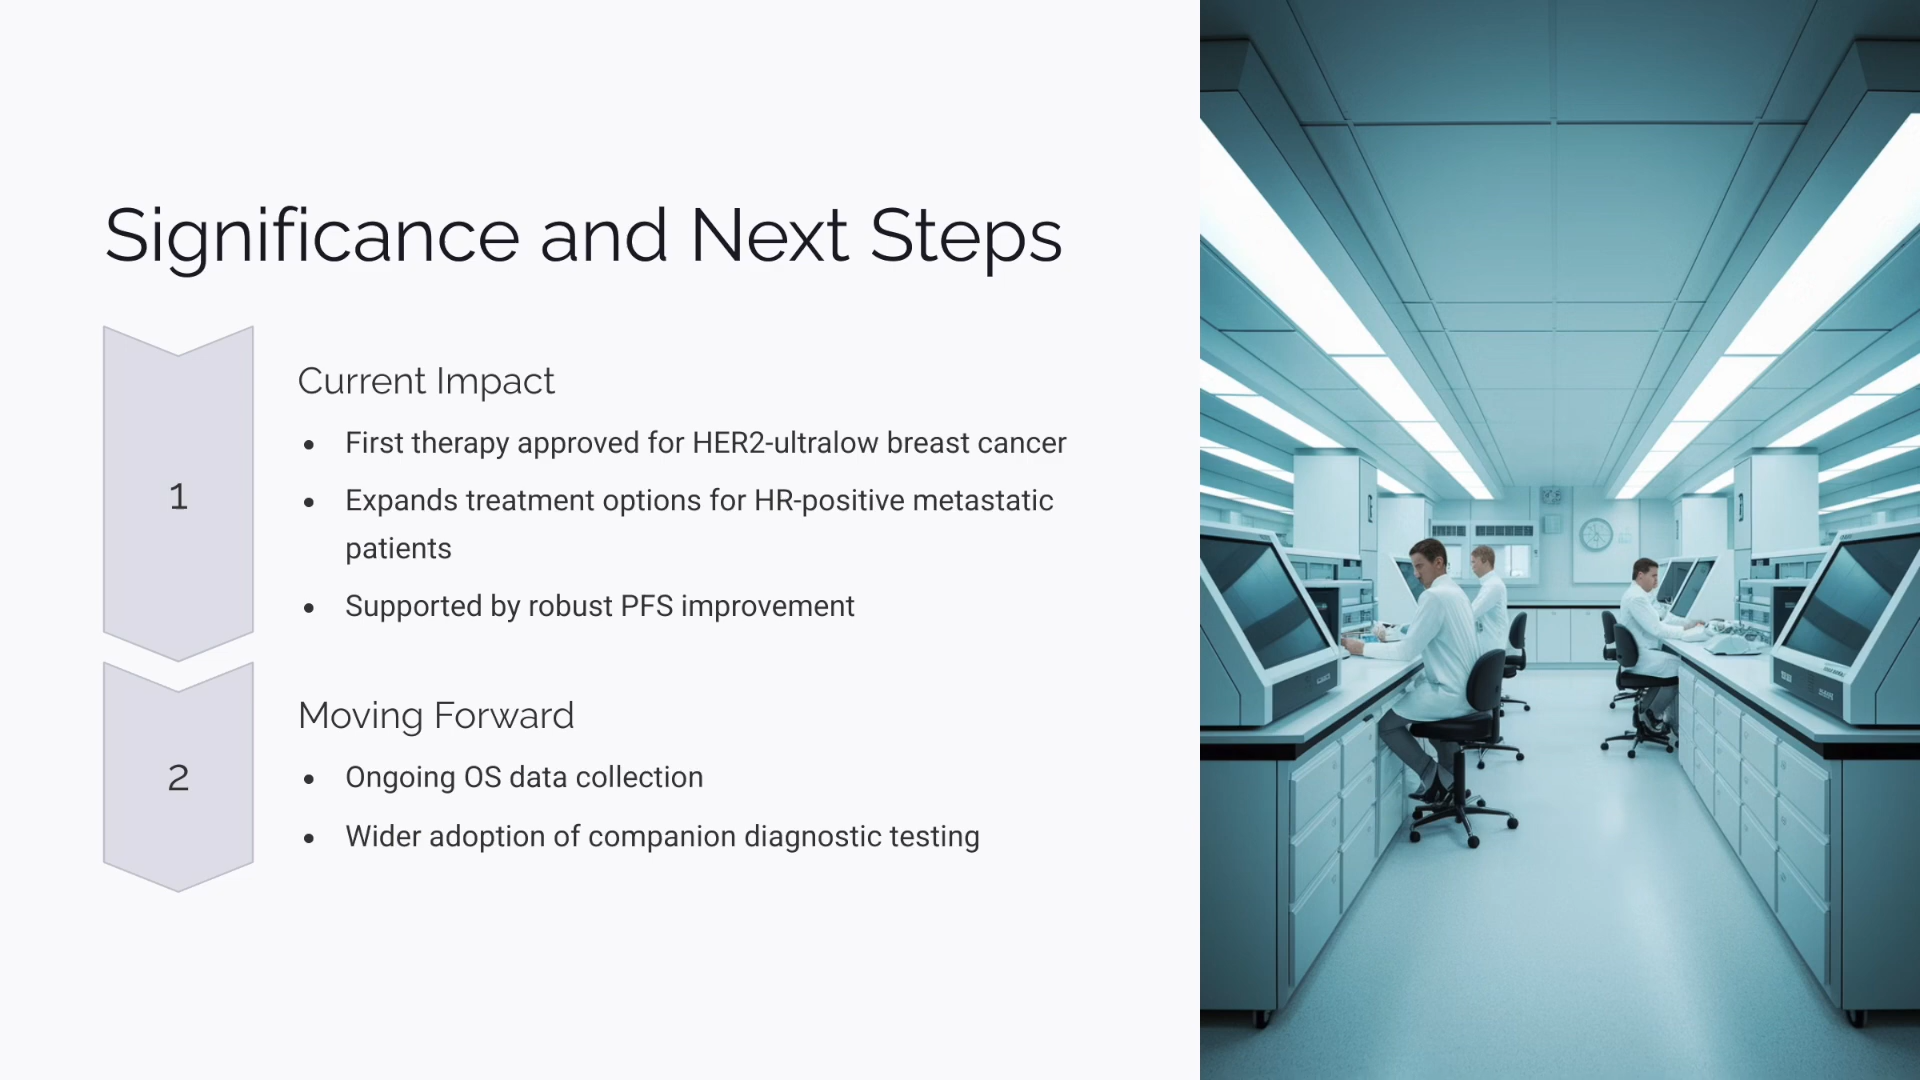 Significance and Next Steps
1
Current Impact
• First therapy approved for HER2-ultralow breast cancer
• Expands treatment options for HR-positive metastatic
patients
• Supported by robust PFS improvement
2
Moving Forward
• Ongoing OS data collection
• Wider adoption of companion diagnostic testing